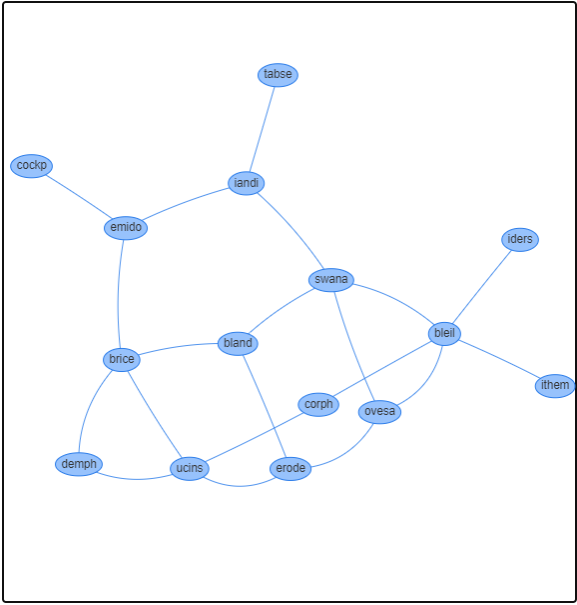 tabse
cockp
iandi
emido
iders
swana
bleil
bland
brice
ithem
corph
ovesa
demph
ucins
erode